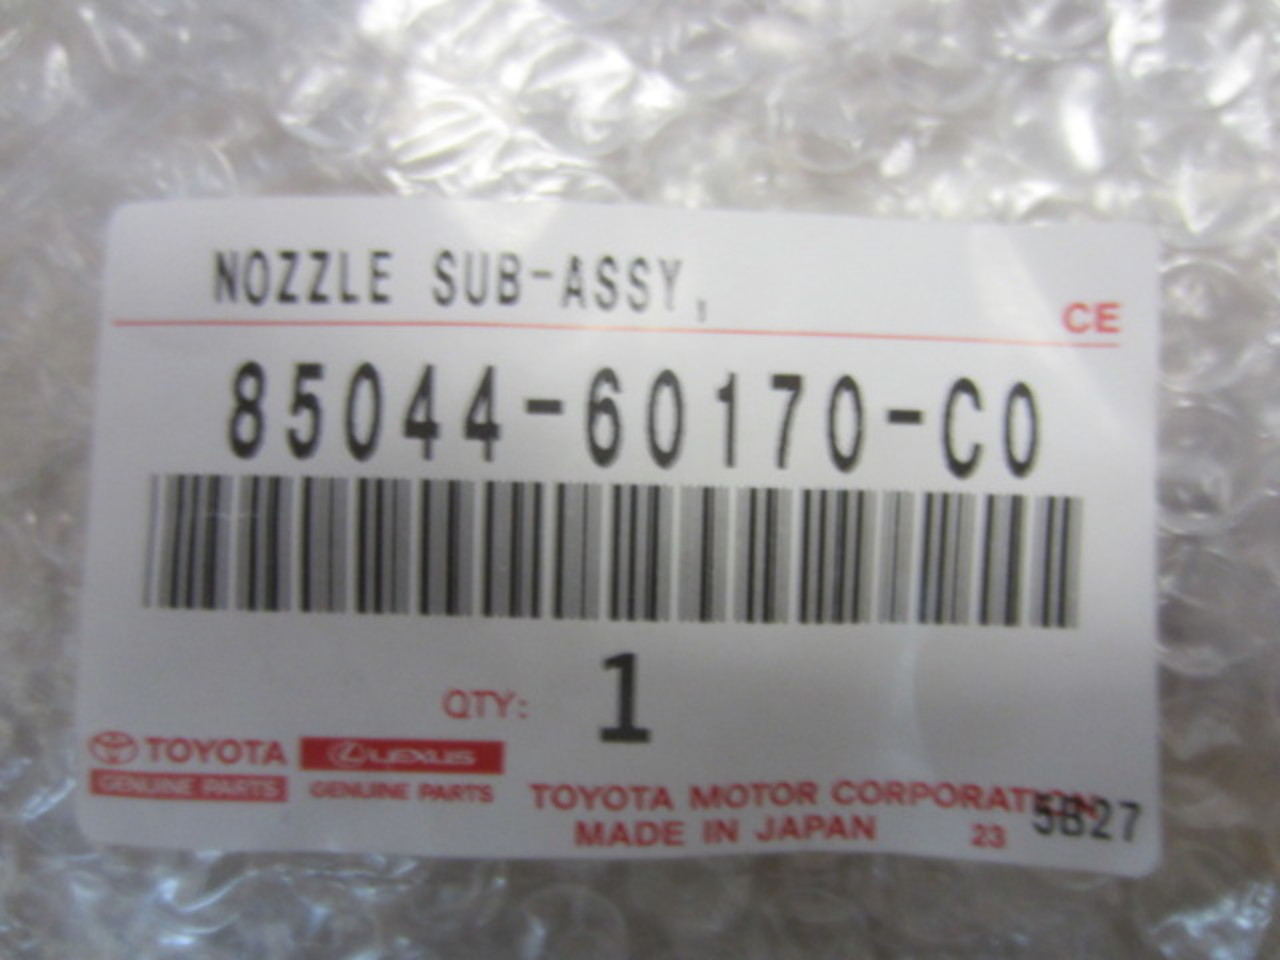 NOZZLE SUB-ASSY,
CE
85044-60170-C0
QTY: 1
TOYOTA LEXUS
GENUINE PARTS GENUINE PARTS
TOYOTA MOTOR CORPORATION
MADE IN JAPAN 23 5B27